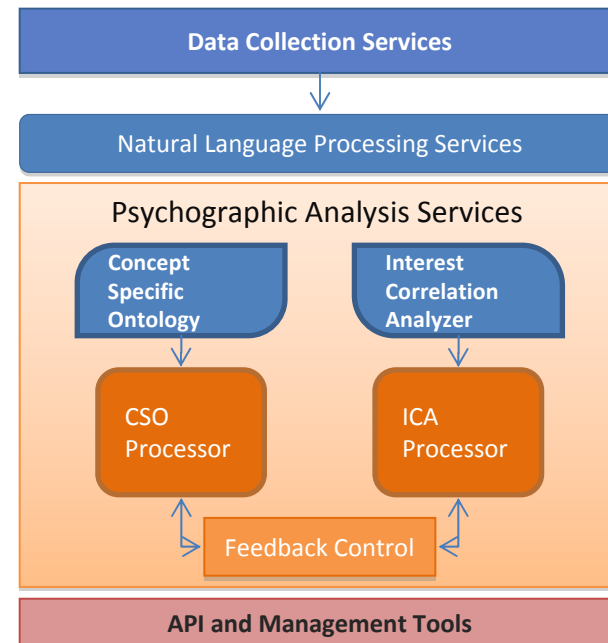 Data Collection Services
Natural Language Processing Services
Psychographic Analysis Services
Concept
Specific
Ontology
Interest
Correlation
Analyzer
CSO
Processor
ICA
Processor
Feedback Control
API and Management Tools